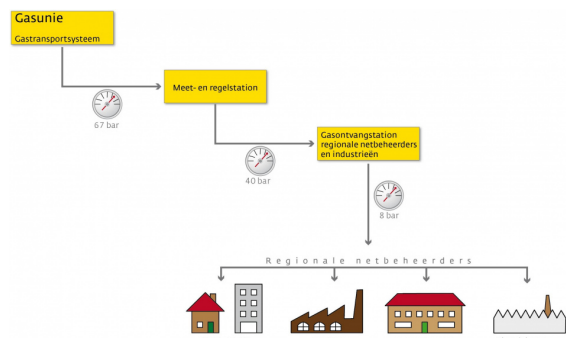 Gasunie
Gastransportsysteem
67 bar
Meet- en regelstation
40 bar
Gasontvangstation
regionale netbeheerders
en industrieën
8 bar
Regionale netbeheerders